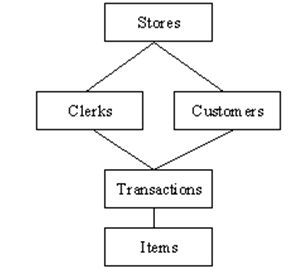 Stores
Clerks
Customers
Transactions
Items